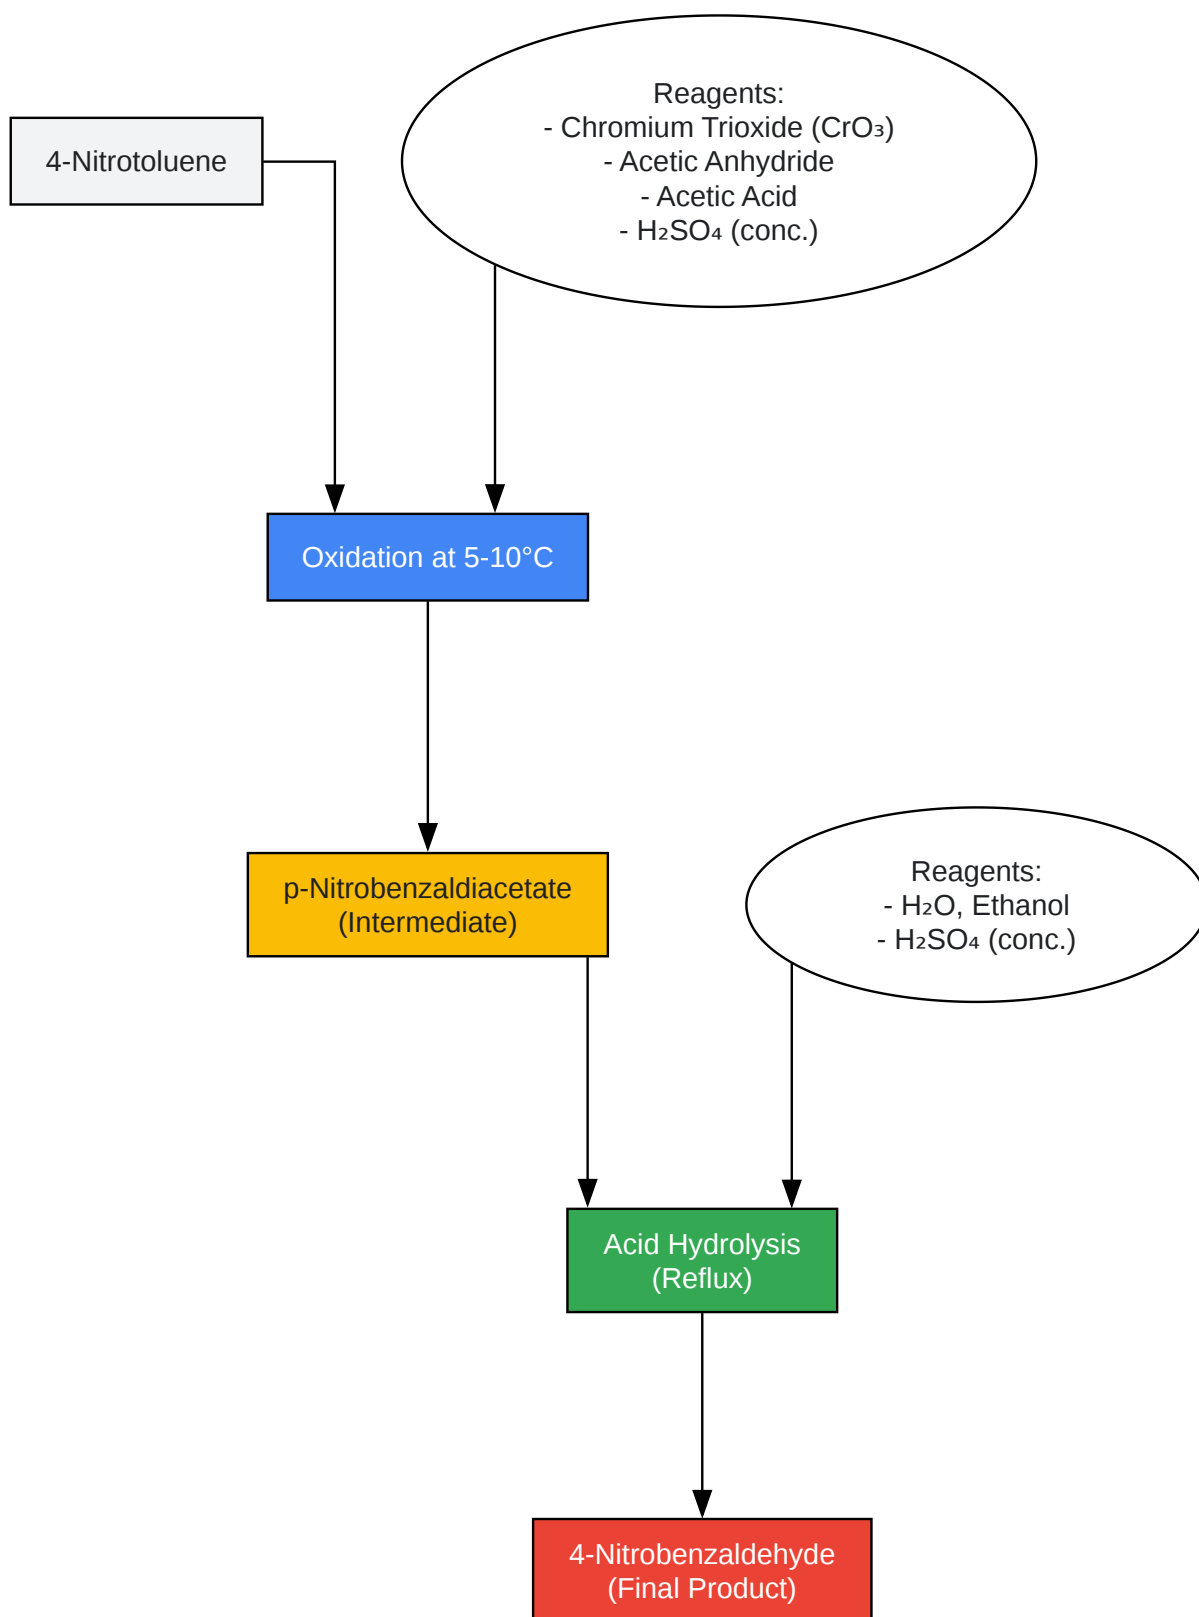 4-Nitrotoluene
Reagents:
- Chromium Trioxide (CrO₃)
- Acetic Anhydride
- Acetic Acid
- H₂SO₄ (conc.)
Oxidation at 5-10°C
p-Nitrobenzaldiacetate
(Intermediate)
Reagents:
- H₂O, Ethanol
- H₂SO₄ (conc.)
Acid Hydrolysis
(Reflux)
4-Nitrobenzaldehyde
(Final Product)